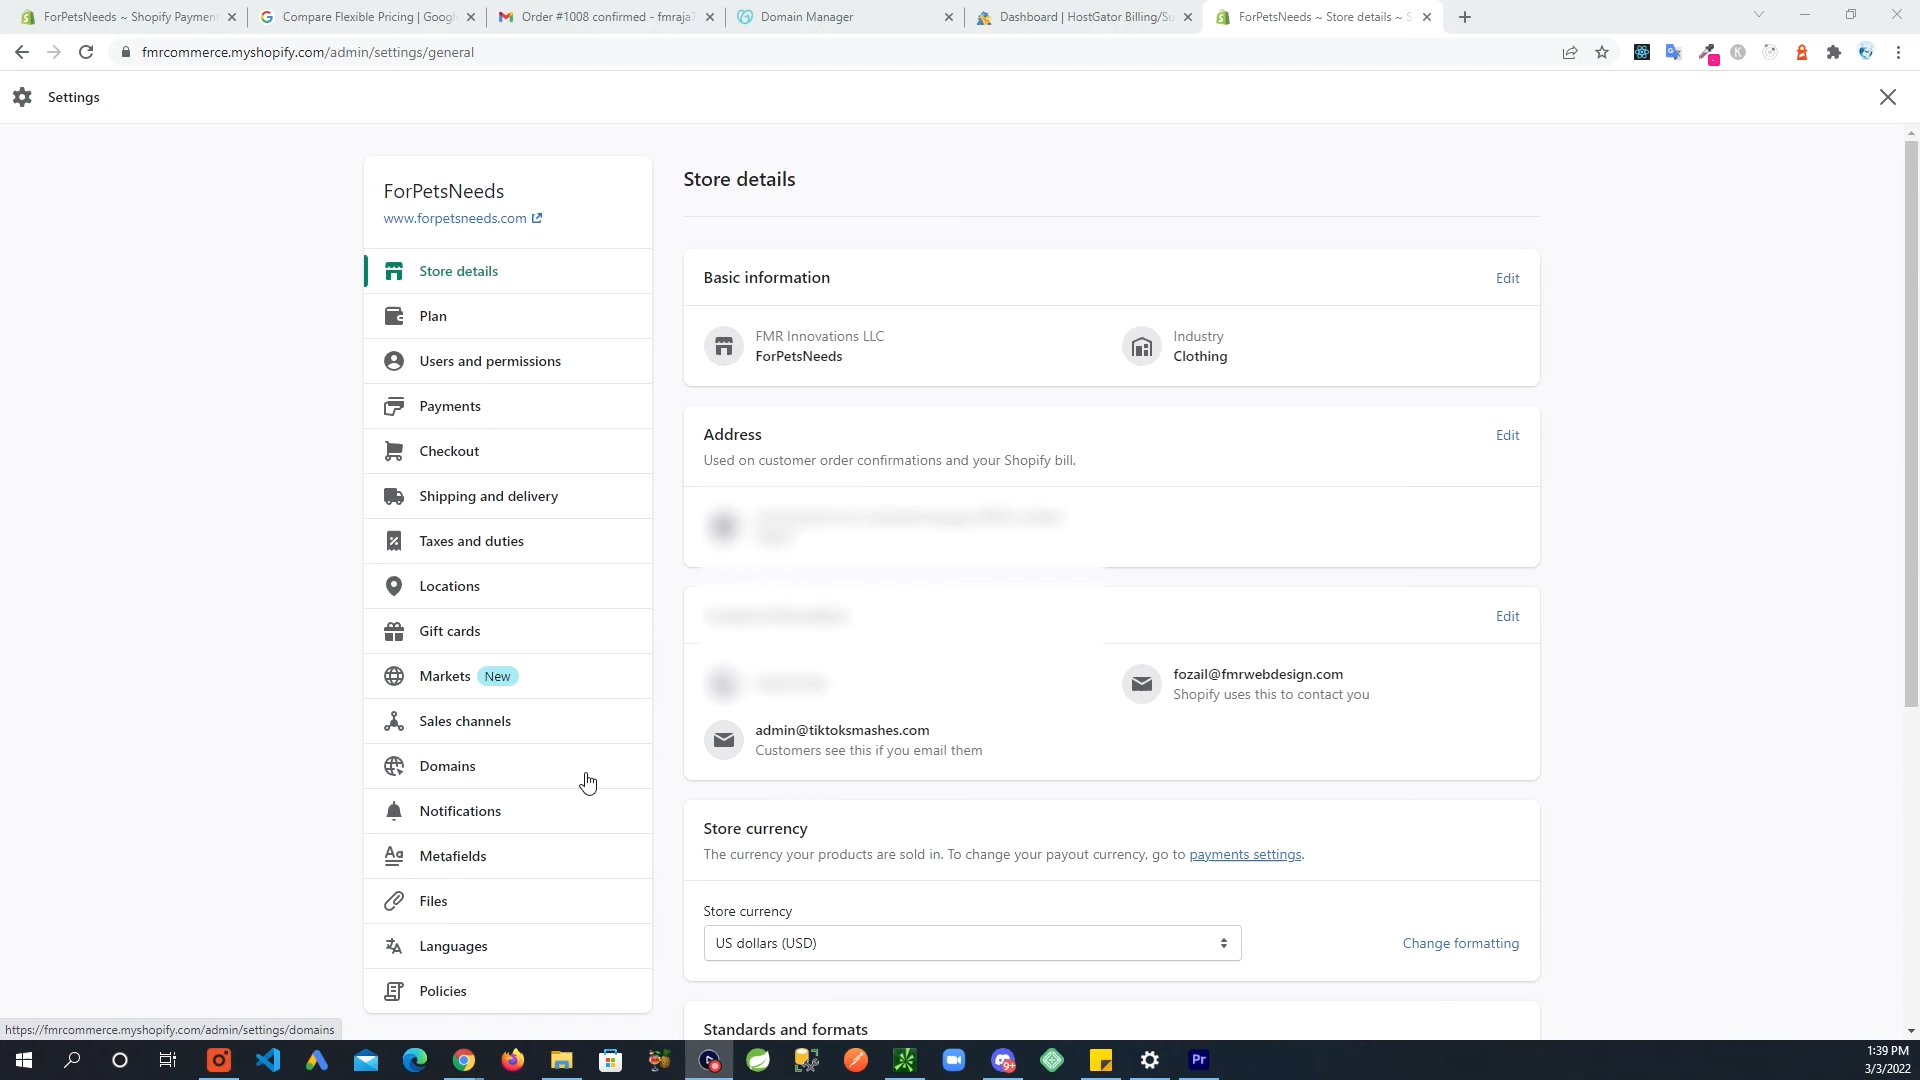 ForPetsNeeds ~ Shopify Payment
Compare Flexible Pricing | Googl
Order #1008 confirmed - fmraja7
Domain Manager
Dashboard | HostGator Billing/Su
ForPetsNeeds ~ Store details ~ S
fmrcommerce.myshopify.com/admin/settings/general
Settings
ForPetsNeeds
www.forpetsneeds.com
Store details
Plan
Users and permissions
Payments
Checkout
Shipping and delivery
Taxes and duties
Locations
Gift cards
Markets New
Sales channels
Domains
Notifications
Metafields
Files
Languages
Policies
Store details
Basic information
Edit
FMR Innovations LLC
ForPetsNeeds
Industry
Clothing
Address
Edit
Used on customer order confirmations and your Shopify bill.
Edit
fozail@fmrwebdesign.com
Shopify uses this to contact you
admin@tiktoksmashes.com
Customers see this if you email them
Store currency
The currency your products are sold in. To change your payout currency, go to payments settings.
Store currency
US dollars (USD)
Change formatting
Standards and formats
https://fmrcommerce.myshopify.com/admin/settings/domains
1:39 PM
3/3/2022